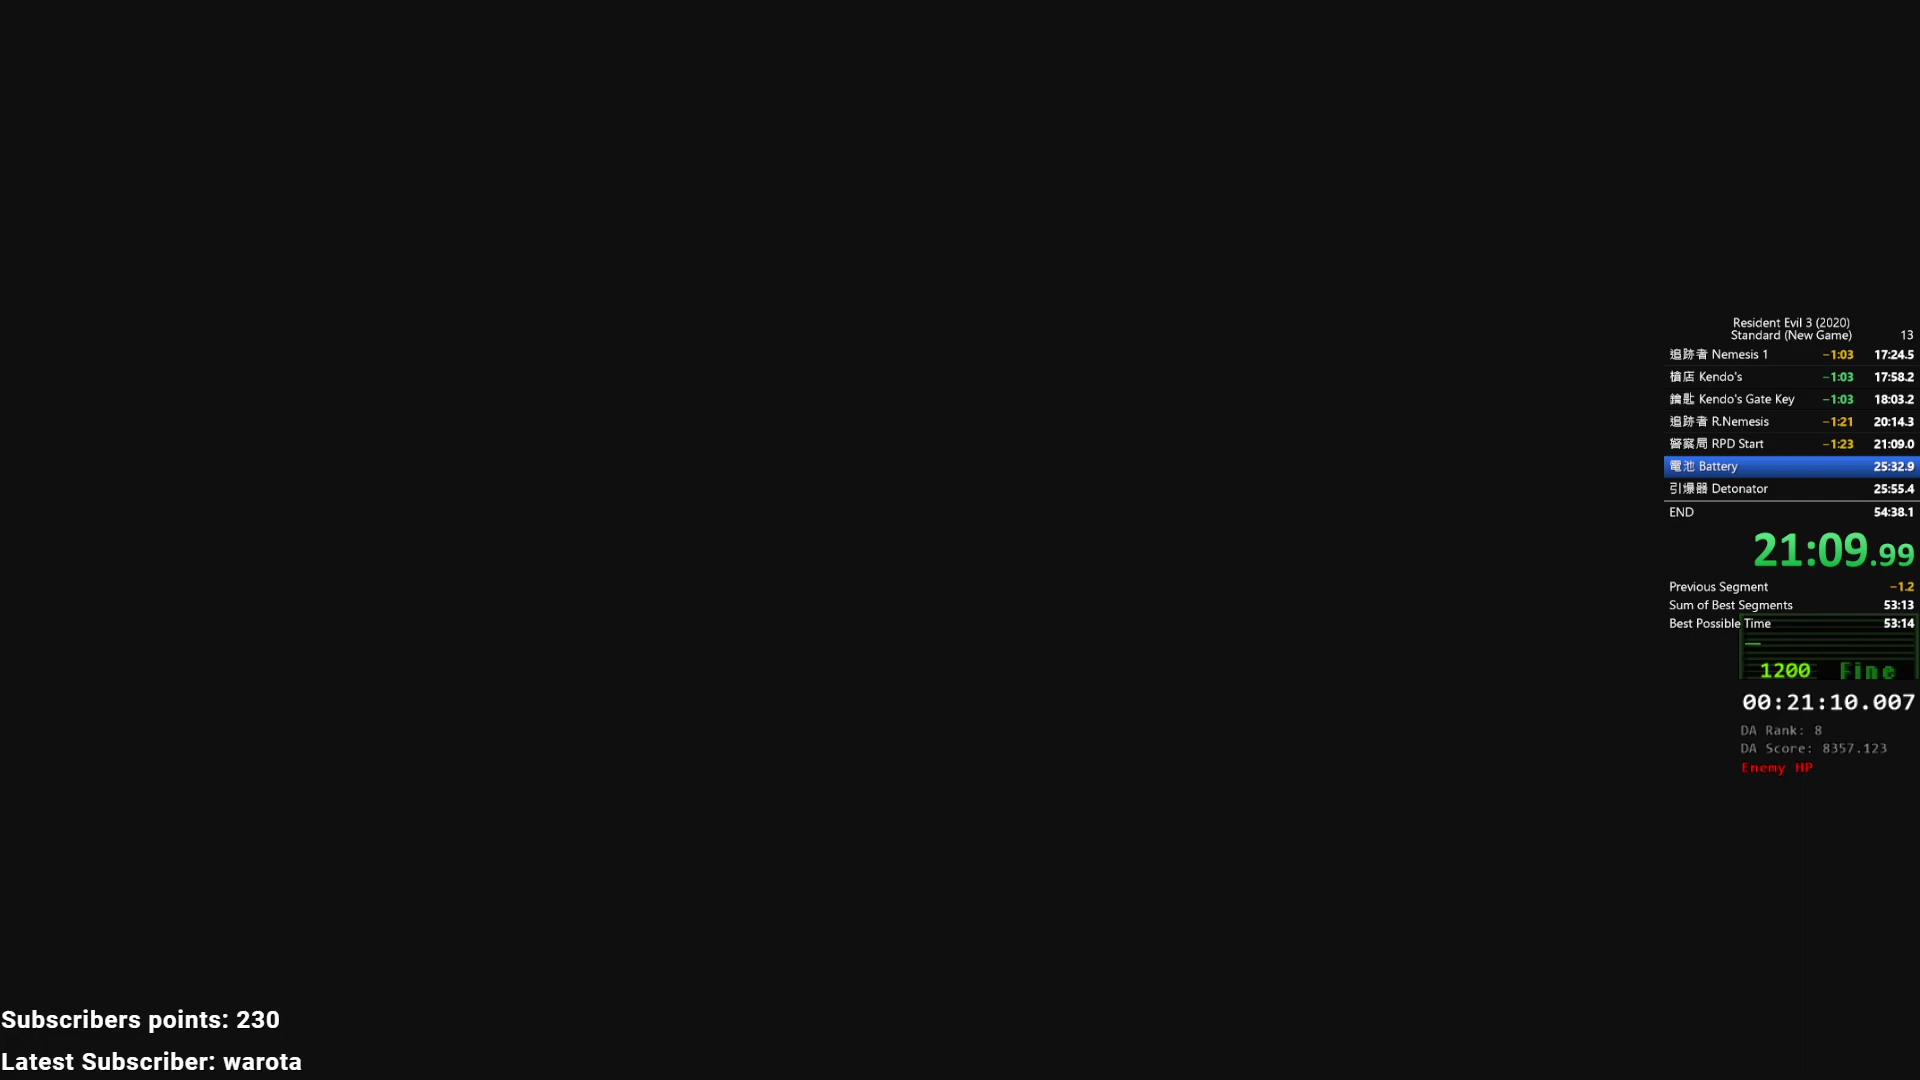 Resident Evil 3 (2020)
Standard (New Game) 13
追跡者 Nemesis 1 −1:03 17:24.5
槍店 Kendo's −1:03 17:58.2
鑰匙 Kendo's Gate Key −1:03 18:03.2
追跡者 R.Nemesis −1:21 20:14.3
警察局 RPD Start −1:23 21:09.0
電池 Battery 25:32.9
引爆器 Detonator 25:55.4
END 54:38.1
21:09.99
Previous Segment −1.2
Sum of Best Segments 53:13
Best Possible Time 53:14
1200 Fine
00:21:10.007
DA Rank: 8
DA Score: 8357.123
Enemy HP
Subscribers points: 230
Latest Subscriber: warota